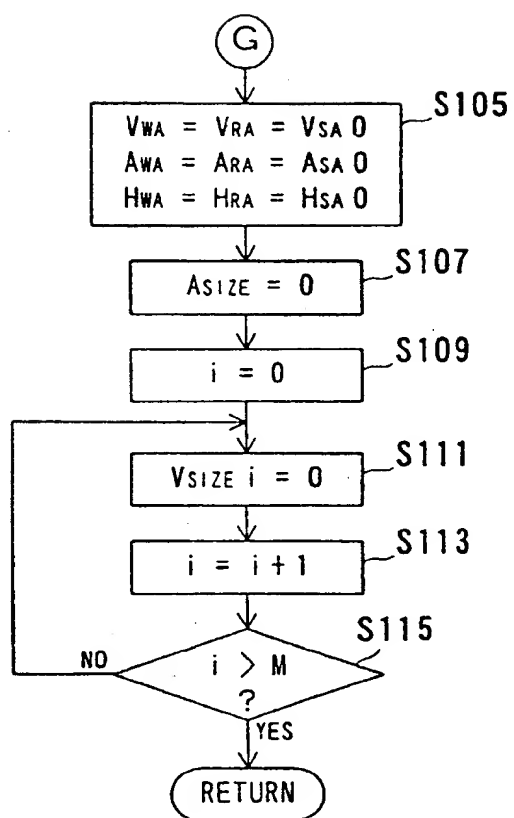 G
S105
VWA = VRA = VSA 0
AWA = ARA = ASA 0
HWA = HRA = HSA 0
S107
ASIZE = 0
S109
i = 0
S111
VSIZE i = 0
S113
i = i+1
S115
i > M
?
NO
YES
RETURN